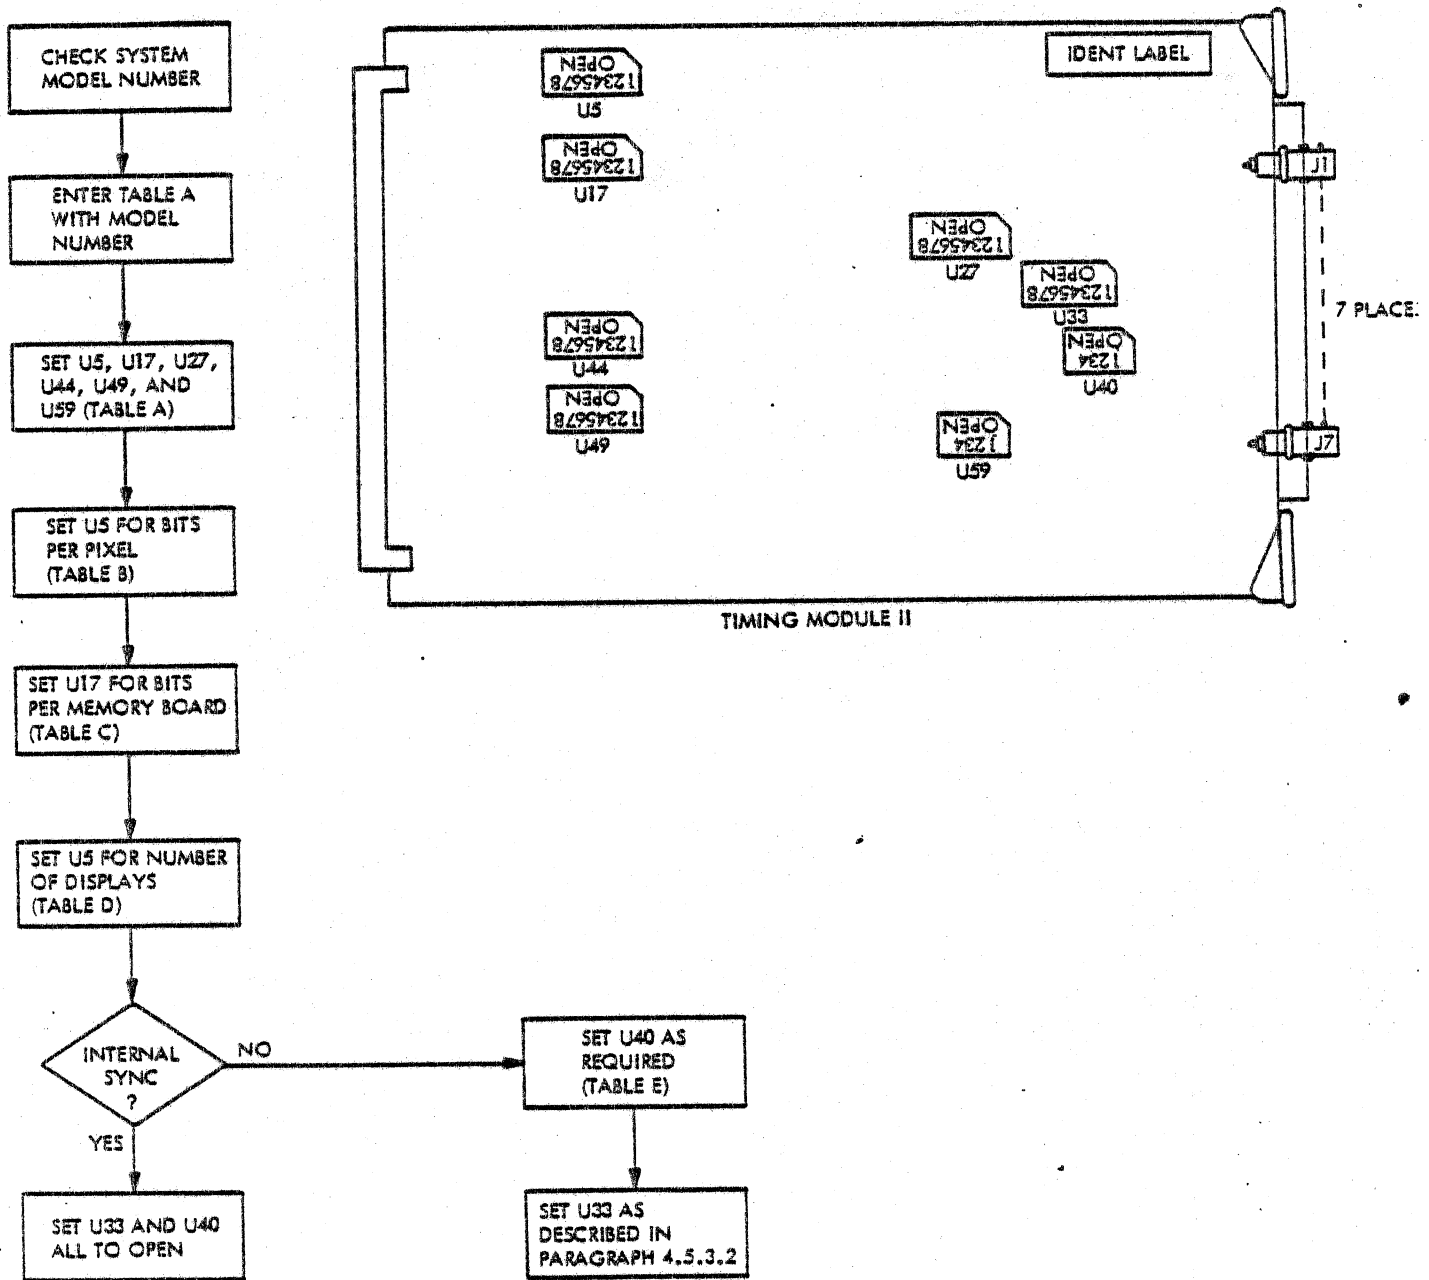 CHECK SYSTEM
MODEL NUMBER
ENTER TABLE A
WITH MODEL
NUMBER
SET U5, U17, U27,
U44, U49, AND
U59 (TABLE A)
SET U5 FOR BITS
PER PIXEL
(TABLE B)
SET U17 FOR BITS
PER MEMORY BOARD
(TABLE C)
SET U5 FOR NUMBER
OF DISPLAYS
(TABLE D)
INTERNAL
SYNC
?
NO
YES
SET U33 AND U40
ALL TO OPEN
SET U40 AS
REQUIRED
(TABLE E)
SET U33 AS
DESCRIBED IN
PARAGRAPH 4.5.3.2
IDENT LABEL
OPEN
12345678
U5
OPEN
12345678
U17
OPEN
12345678
U27
OPEN
12345678
U33
OPEN
12345678
U44
OPEN
1234
U40
OPEN
12345678
U49
OPEN
1234
U59
J1
7 PLACE
J7
TIMING MODULE II